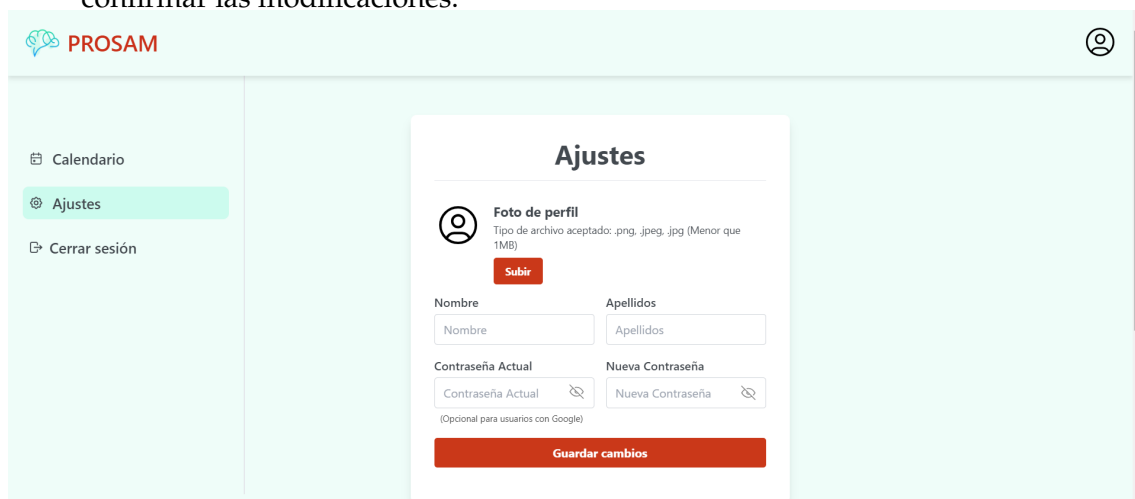 confirmar las modificaciones.
PROSAM
Calendario
Ajustes
Cerrar sesión
Ajustes
Foto de perfil
Tipo de archivo aceptado: .png, .jpeg, .jpg (Menor que
1MB)
Subir
Nombre Apellidos
Nombre Apellidos
Contraseña Actual Nueva Contraseña
Contraseña Actual Nueva Contraseña
(Opcional para usuarios con Google)
Guardar cambios